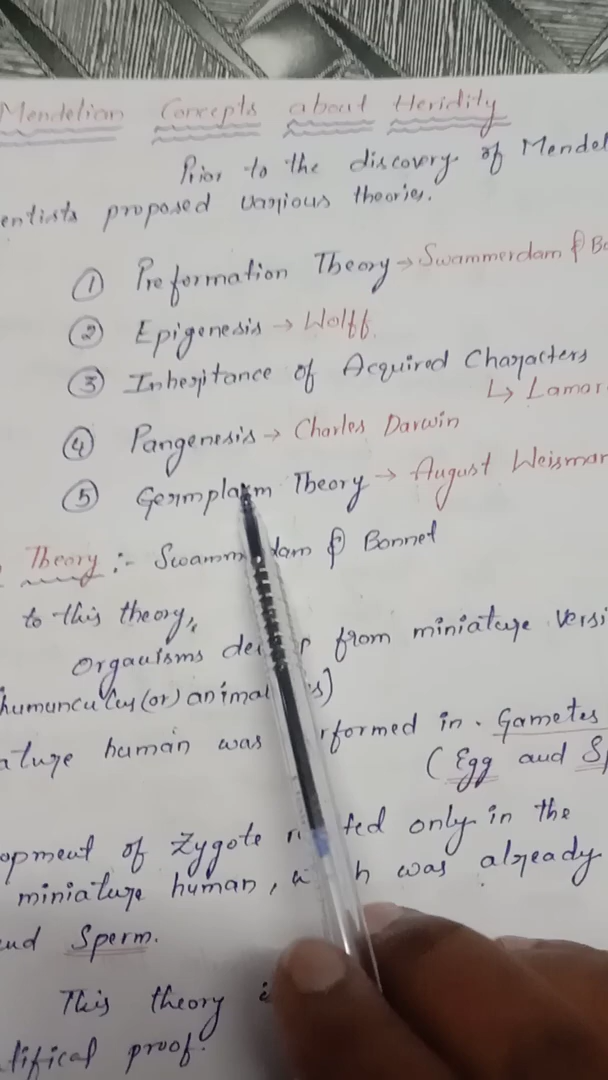 Mendelian Concepts about Heridity
Prior to the discovery of Mendel
entists proposed various theories.
① Preformation Theory → Swammerdam & Bo
② Epigenesis → Wolff.
③ Inheritance of Acquired Characters
↳ Lamar
④ Pangenesis → Charles Darwin
⑤ Germplasm Theory → August Weisman
Theory :- Swamm dam & Bonnet
to this theory,
Organisms de p from miniature versi
humunculus (or) animal s)
ature human was rformed in . Gametes
(Egg and S
opment of Zygote ted only in the
miniature human, h was already
and Sperm.
This theory
tifical proof.